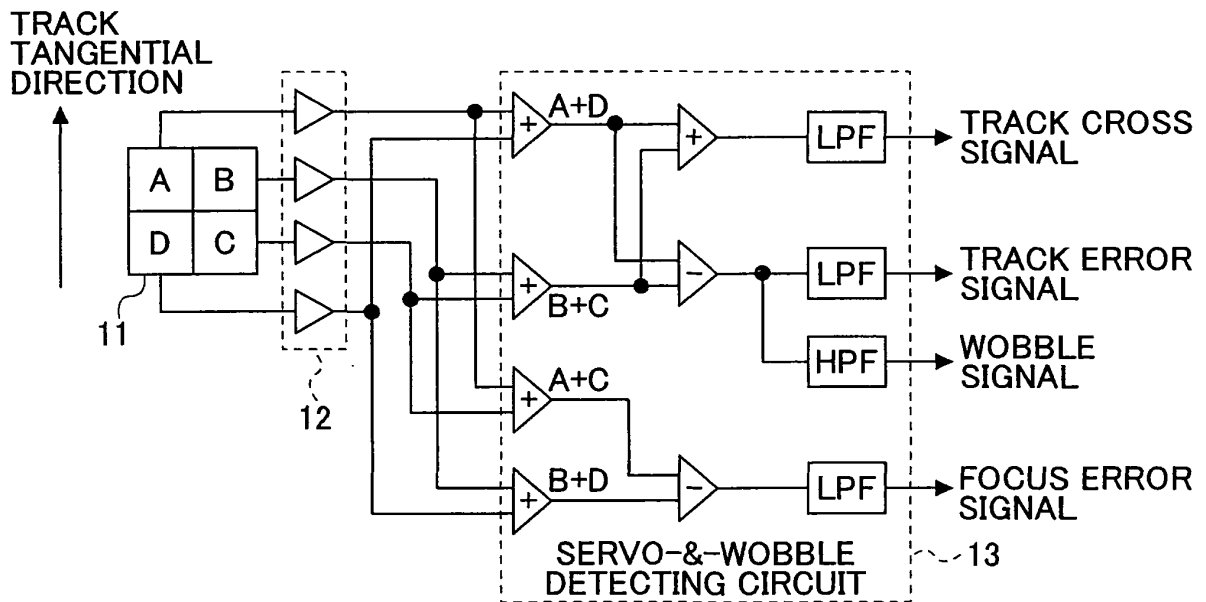 TRACK
TANGENTIAL
DIRECTION
A B
D C
11
12
+
A+D
+
B+C
+
A+C
+
B+D
+
−
−
LPF
LPF
HPF
LPF
TRACK CROSS
SIGNAL
TRACK ERROR
SIGNAL
WOBBLE
SIGNAL
FOCUS ERROR
SIGNAL
SERVO-&-WOBBLE
DETECTING CIRCUIT
13